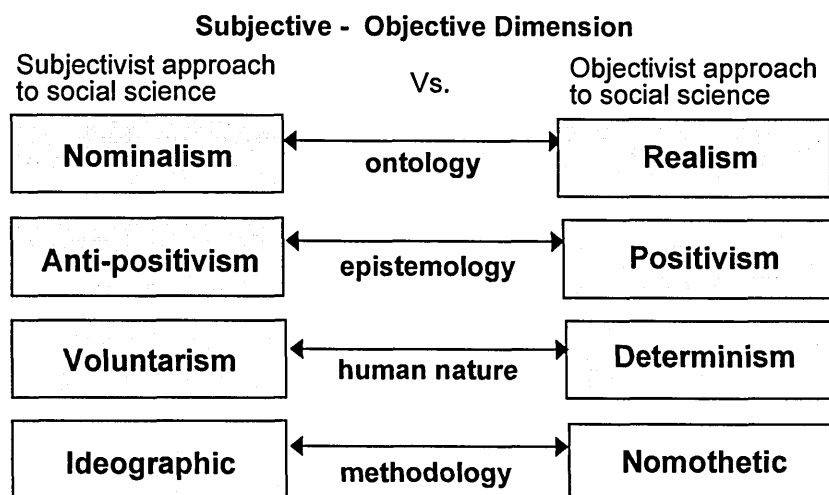 Subjective - Objective Dimension
Subjectivist approach
to social science
Vs.
Objectivist approach
to social science
Nominalism
ontology
Realism
Anti-positivism
epistemology
Positivism
Voluntarism
human nature
Determinism
Ideographic
methodology
Nomothetic